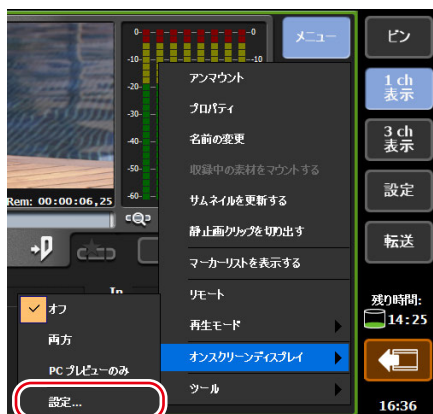 0
0
-10
-10
-20
-30
-40
-50
-60
Rem: 00:00:06,25
In
メニュー
アンマウント
プロパティ
名前の変更
収録中の素材をマウントする
サムネイルを更新する
静止画クリップを切り出す
マーカーリストを表示する
リモート
再生モード
オンスクリーンディスプレイ
ツール
オフ
両方
PC プレビューのみ
設定...
ビン
1 ch
表示
3 ch
表示
設定
転送
残り時間:
14:25
16:36